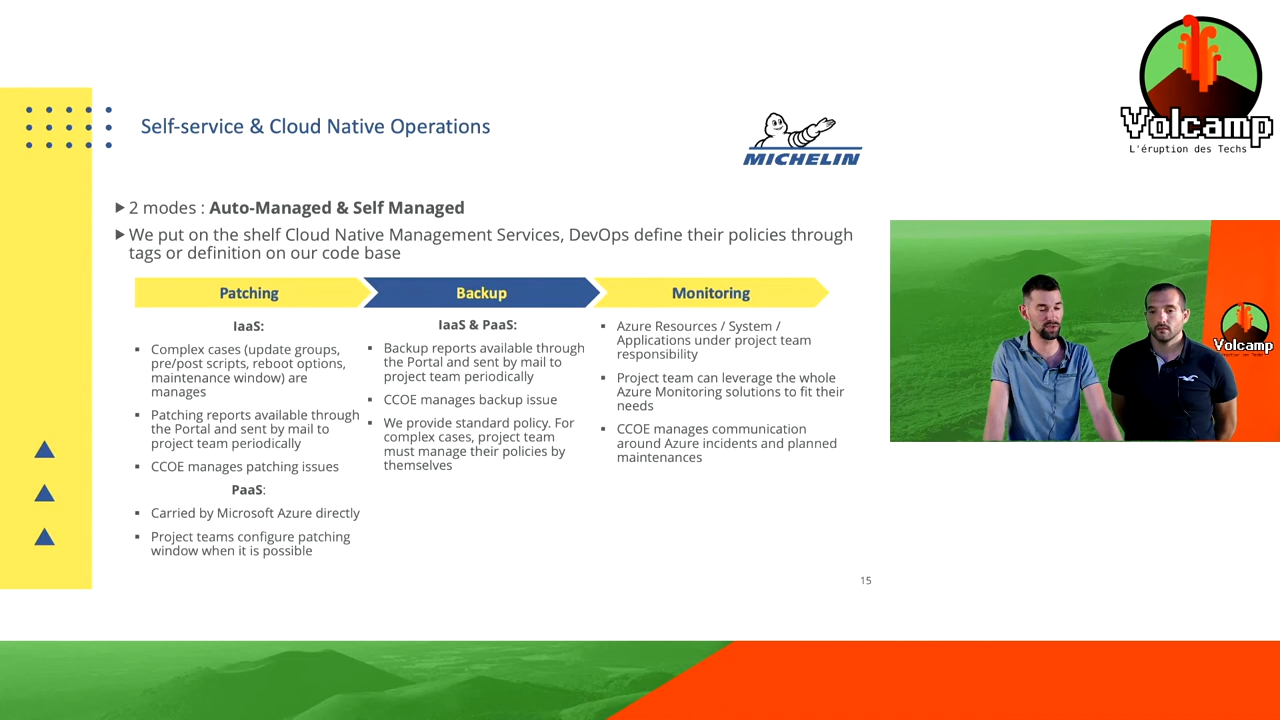 Self-service & Cloud Native Operations
MICHELIN
Volcamp
L'éruption des Techs
2 modes : Auto-Managed & Self Managed
We put on the shelf Cloud Native Management Services, DevOps define their policies through
tags or definition on our code base
Patching
IaaS:
Complex cases (update groups,
pre/post scripts, reboot options,
maintenance window) are
manages
Patching reports available through
the Portal and sent by mail to
project team periodically
CCOE manages patching issues
PaaS:
Carried by Microsoft Azure directly
Project teams configure patching
window when it is possible
Backup
IaaS & PaaS:
Backup reports available through
the Portal and sent by mail to
project team periodically
CCOE manages backup issue
We provide standard policy. For
complex cases, project team
must manage their policies by
themselves
Monitoring
Azure Resources / System /
Applications under project team
responsibility
Project team can leverage the whole
Azure Monitoring solutions to fit their
needs
CCOE manages communication
around Azure incidents and planned
maintenances
15
Volcamp